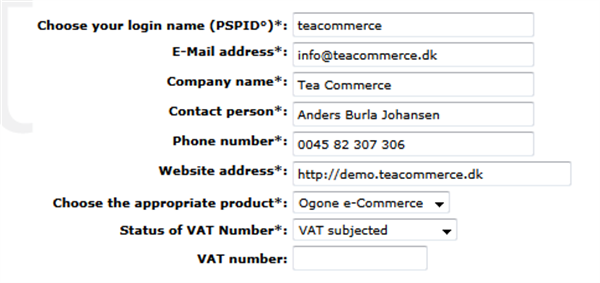 Choose your login name (PSPID°)*: teacommerce
E-Mail address*: info@teacommerce.dk
Company name*: Tea Commerce
Contact person*: Anders Burla Johansen
Phone number*: 0045 82 307 306
Website address*: http://demo.teacommerce.dk
Choose the appropriate product*: Ogone e-Commerce
Status of VAT Number*: VAT subjected
VAT number: